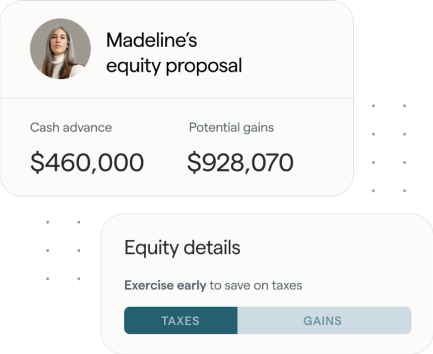 Madeline's
equity proposal
Cash advance
Potential gains
$460,000
$928,070
Equity details
Exercise early to save on taxes
TAXES
GAINS